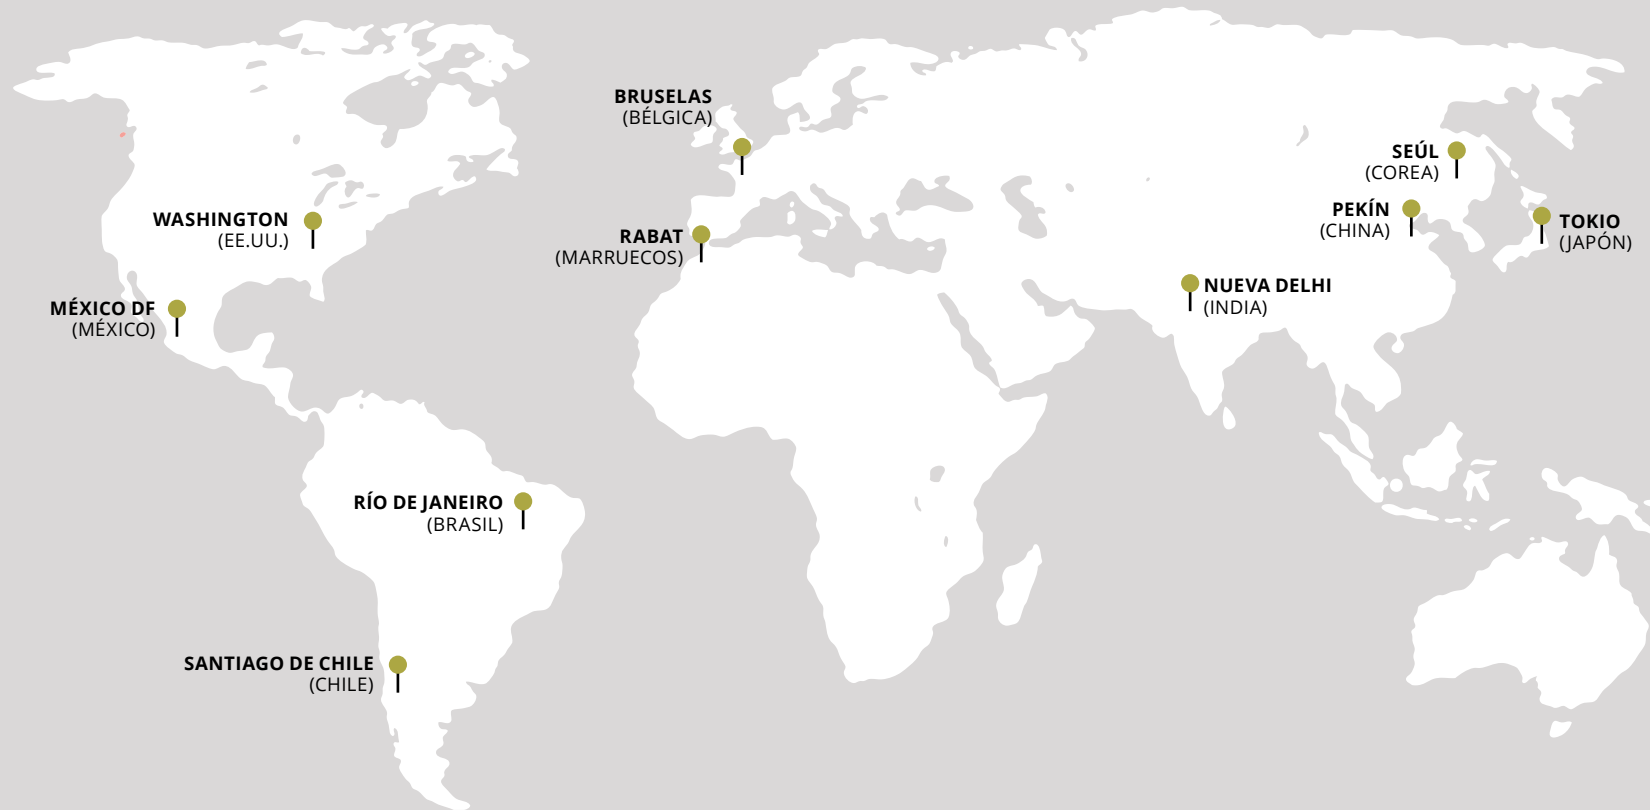 BRUSELAS
(BÉLGICA)
SEÚL
(COREA)
WASHINGTON
(EE.UU.)
PEKÍN
(CHINA)
TOKIO
(JAPÓN)
RABAT
(MARRUECOS)
NUEVA DELHI
(INDIA)
MÉXICO DF
(MÉXICO)
RÍO DE JANEIRO
(BRASIL)
SANTIAGO DE CHILE
(CHILE)